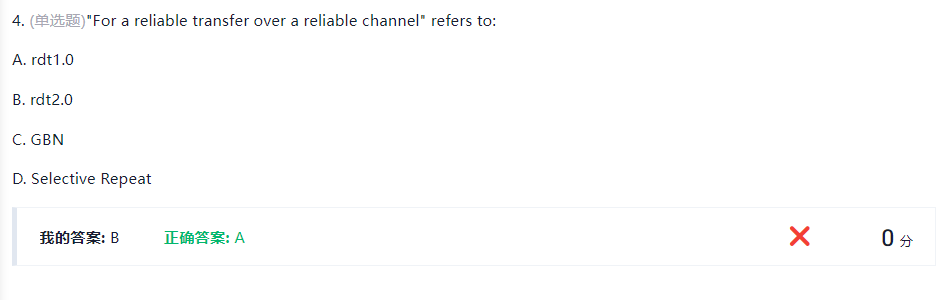 4. (单选题)"For a reliable transfer over a reliable channel" refers to:
A. rdt1.0
B. rdt2.0
C. GBN
D. Selective Repeat
我的答案: B 正确答案: A 0 分